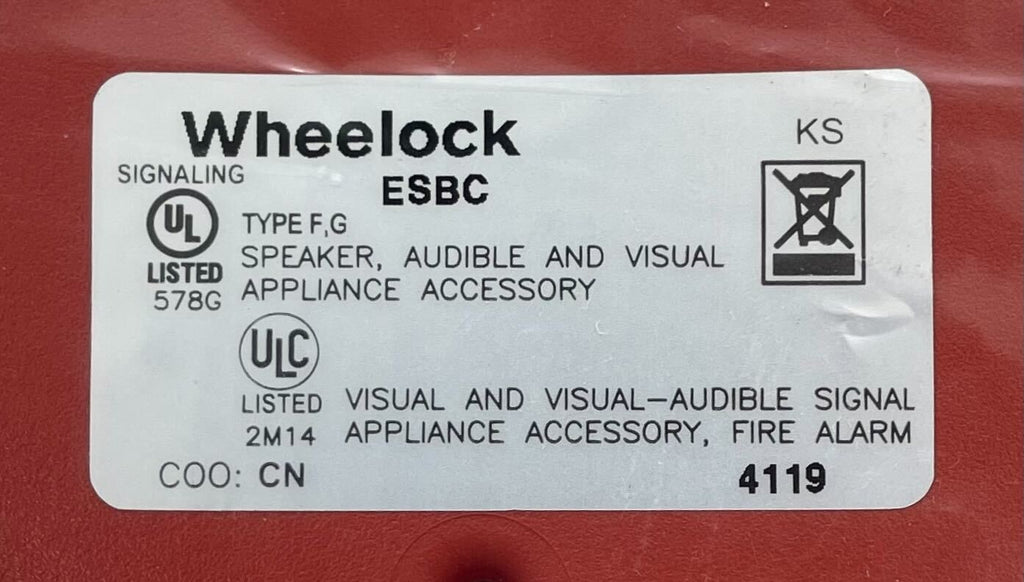 Wheelock
KS
SIGNALING
ESBC
UL
TYPE F,G
LISTED
SPEAKER, AUDIBLE AND VISUAL
578G
APPLIANCE ACCESSORY
ULC
LISTED
VISUAL AND VISUAL-AUDIBLE SIGNAL
2M14
APPLIANCE ACCESSORY, FIRE ALARM
COO: CN
4119